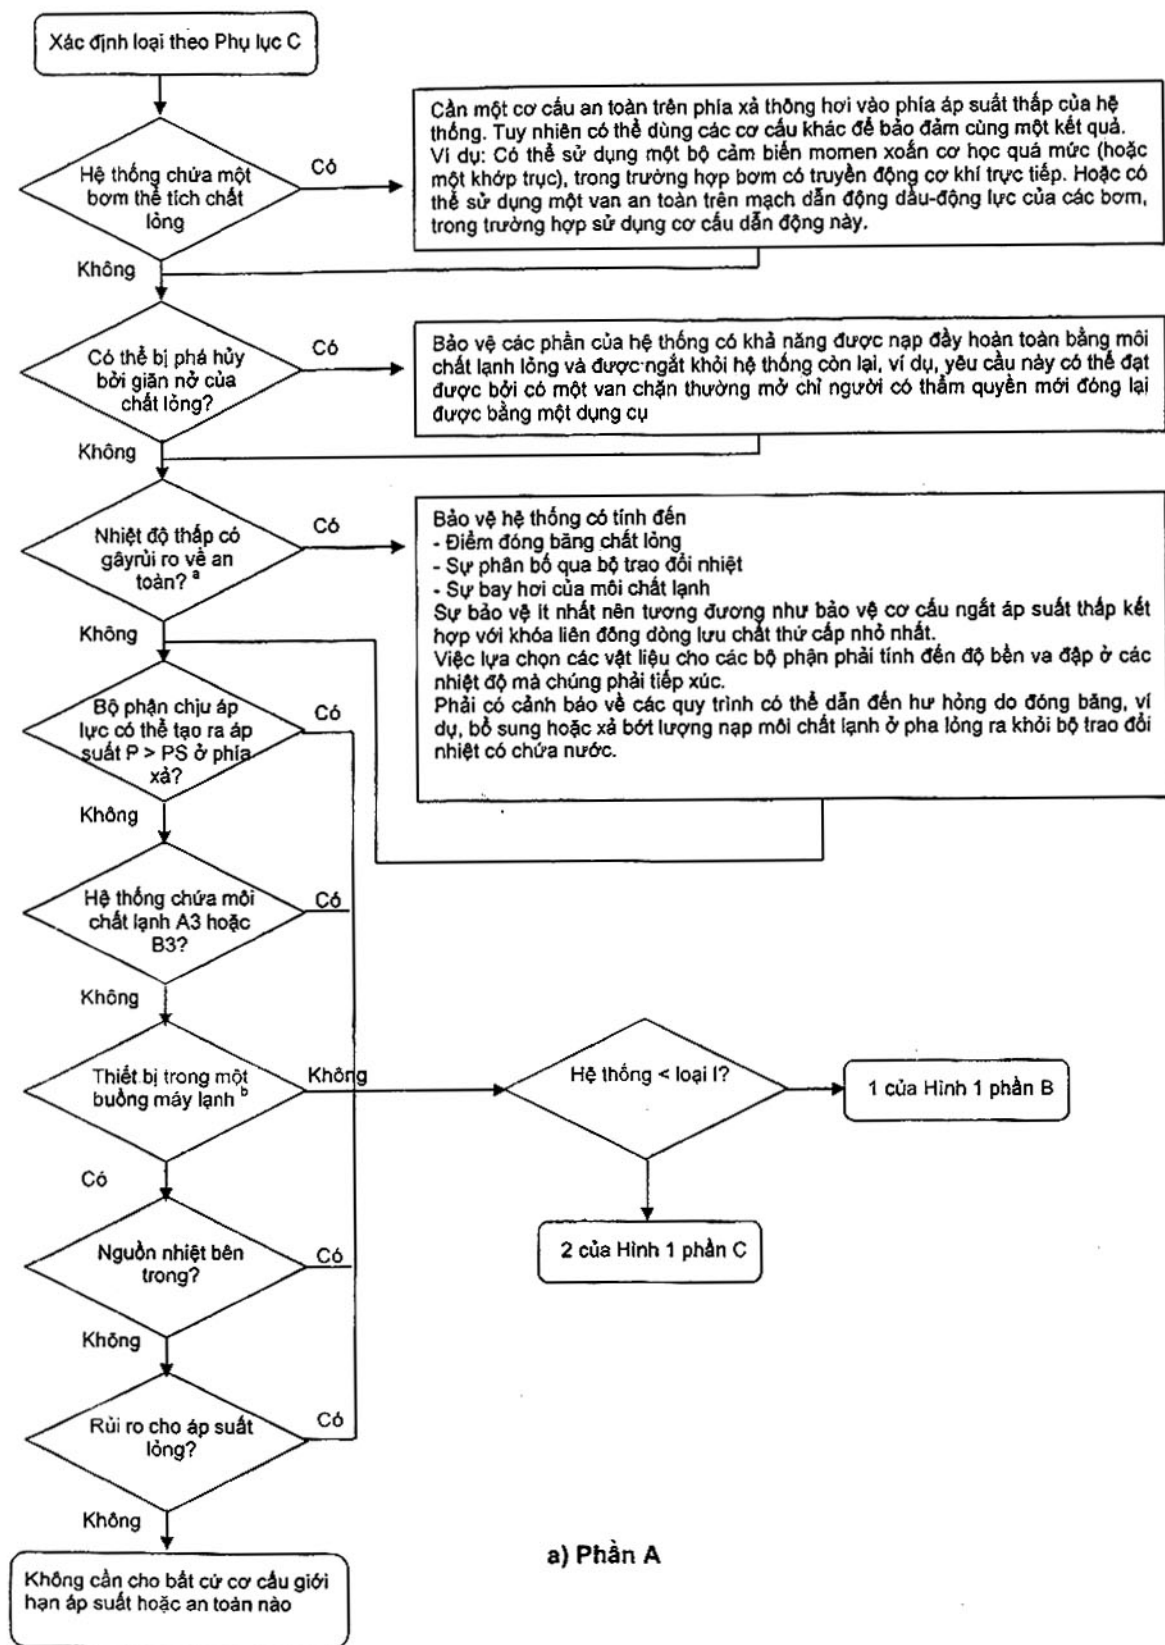 Xác định loại theo Phụ lục C
Cần một cơ cấu an toàn trên phía xả thông hơi vào phía áp suất thấp của hệ
thống. Tuy nhiên có thể dùng các cơ cấu khác để bảo đảm cùng một kết quả.
Ví dụ: Có thể sử dụng một bộ cảm biến momen xoắn cơ học quá mức (hoặc
một khớp trục), trong trường hợp bơm có truyền động cơ khí trực tiếp. Hoặc có
thể sử dụng một van an toàn trên mạch dẫn động dầu-động lực của các bơm,
trong trường hợp sử dụng cơ cấu dẫn động này.
Hệ thống chứa một
bơm thể tích chất
lỏng
Có
Không
Có thể bị phá hủy
bởi giãn nở của
chất lỏng?
Có
Bảo vệ các phần của hệ thống có khả năng được nạp đầy hoàn toàn bằng môi
chất lạnh lỏng và được ngắt khỏi hệ thống còn lại, ví dụ, yêu cầu này có thể đạt
được bởi có một van chặn thường mở chỉ người có thẩm quyền mới đóng lại
được bằng một dụng cụ
Không
Nhiệt độ thấp có
gâyrủi ro về an
toàn? a
Có
Bảo vệ hệ thống có tính đến
- Điểm đóng băng chất lỏng
- Sự phân bố qua bộ trao đổi nhiệt
- Sự bay hơi của môi chất lạnh
Sự bảo vệ ít nhất nên tương đương như bảo vệ cơ cấu ngắt áp suất thấp kết
hợp với khóa liên động dòng lưu chất thứ cấp nhỏ nhất.
Việc lựa chọn các vật liệu cho các bộ phận phải tính đến độ bền va đập ở các
nhiệt độ mà chúng phải tiếp xúc.
Phải có cảnh báo về các quy trình có thể dẫn đến hư hỏng do đóng băng, ví
dụ, bổ sung hoặc xả bớt lượng nạp môi chất lạnh ở pha lỏng ra khỏi bộ trao đổi
nhiệt có chứa nước.
Không
Bộ phận chịu áp
lực có thể tạo ra áp
suất P > PS ở phía
xả?
Có
Không
Hệ thống chứa môi
chất lạnh A3 hoặc
B3?
Có
Không
Thiết bị trong một
buồng máy lạnh b
Không
Hệ thống < loại I?
1 của Hình 1 phần B
Có
2 của Hình 1 phần C
Nguồn nhiệt bên
trong?
Có
Không
Rủi ro cho áp suất
lỏng?
Có
Không
Không cần cho bất cứ cơ cấu giới
hạn áp suất hoặc an toàn nào
a) Phần A